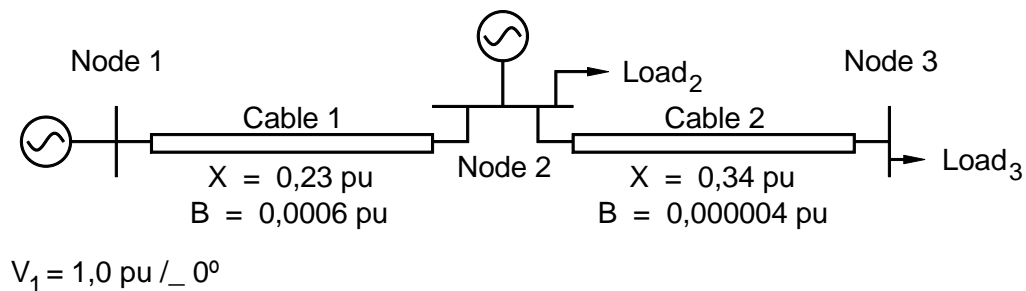 Node 1
Load2
Node 3
Cable 1
Cable 2
Node 2
Load3
X = 0,23 pu
X = 0,34 pu
B = 0,0006 pu
B = 0,000004 pu
V1 = 1,0 pu /_ 0º